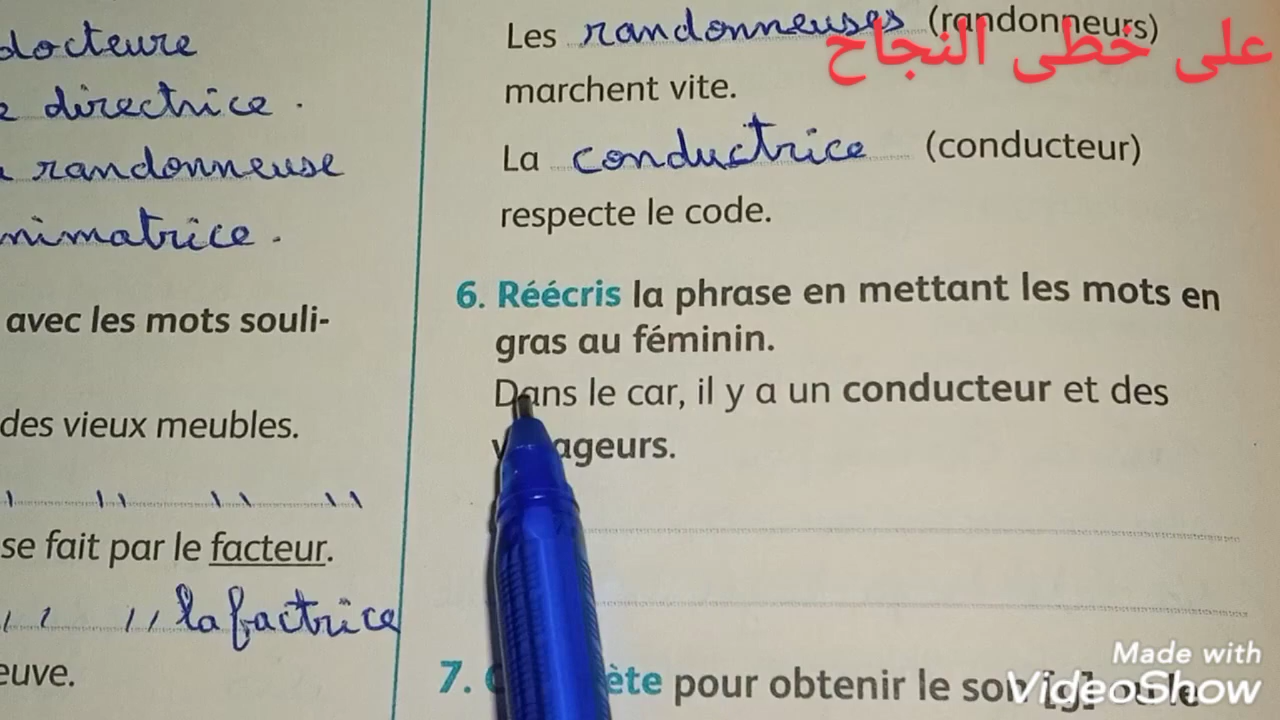 docteure
directrice .
randonneuse
nimatrice .
avec les mots souli-
des vieux meubles.
se fait par le facteur.
la factrice
euve.
Les randonneuses (randonneurs)
marchent vite.
La conductrice (conducteur)
respecte le code.
6. Réécris la phrase en mettant les mots en
gras au féminin.
Dans le car, il y a un conducteur et des
ageurs.
7. ète pour obtenir le son [g]
على خطى النجاح
Made with
VideoShow